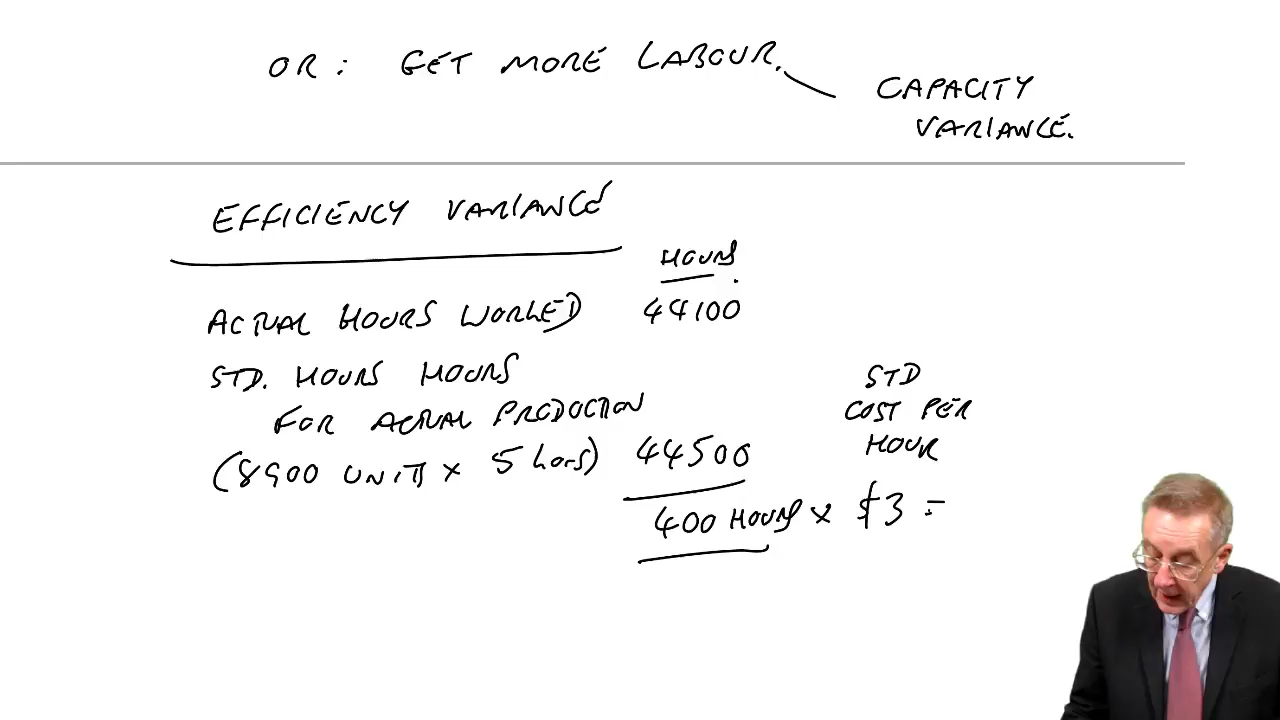 OR : GET MORE LABOUR.
CAPACITY
VARIANCE.
EFFICIENCY VARIANCE
HOURS
ACTUAL HOURS WORKED 44100
STD. HOURS HOURS
FOR ACTUAL PRODUCTION
(8900 UNITS × 5 hours) 44500
STD
COST PER
HOUR
400 HOURS × $3 =